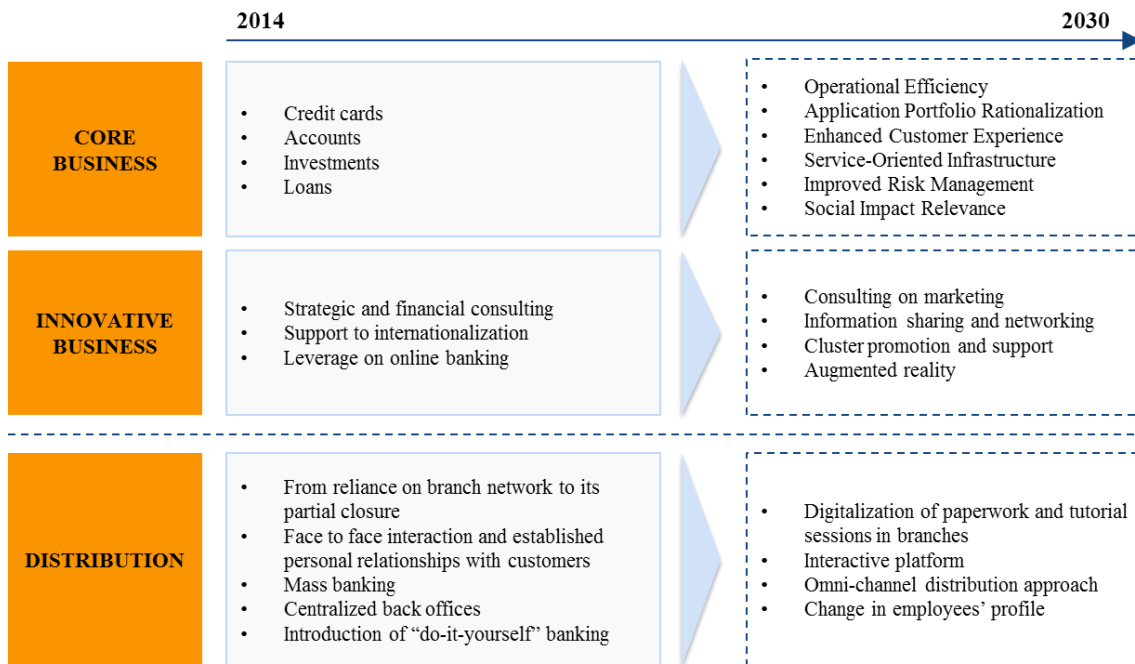 2014 2030
CORE
BUSINESS
• Credit cards
• Accounts
• Investments
• Loans
• Operational Efficiency
• Application Portfolio Rationalization
• Enhanced Customer Experience
• Service-Oriented Infrastructure
• Improved Risk Management
• Social Impact Relevance
INNOVATIVE
BUSINESS
• Strategic and financial consulting
• Support to internationalization
• Leverage on online banking
• Consulting on marketing
• Information sharing and networking
• Cluster promotion and support
• Augmented reality
DISTRIBUTION
• From reliance on branch network to its
partial closure
• Face to face interaction and established
personal relationships with customers
• Mass banking
• Centralized back offices
• Introduction of “do-it-yourself” banking
• Digitalization of paperwork and tutorial
sessions in branches
• Interactive platform
• Omni-channel distribution approach
• Change in employees’ profile